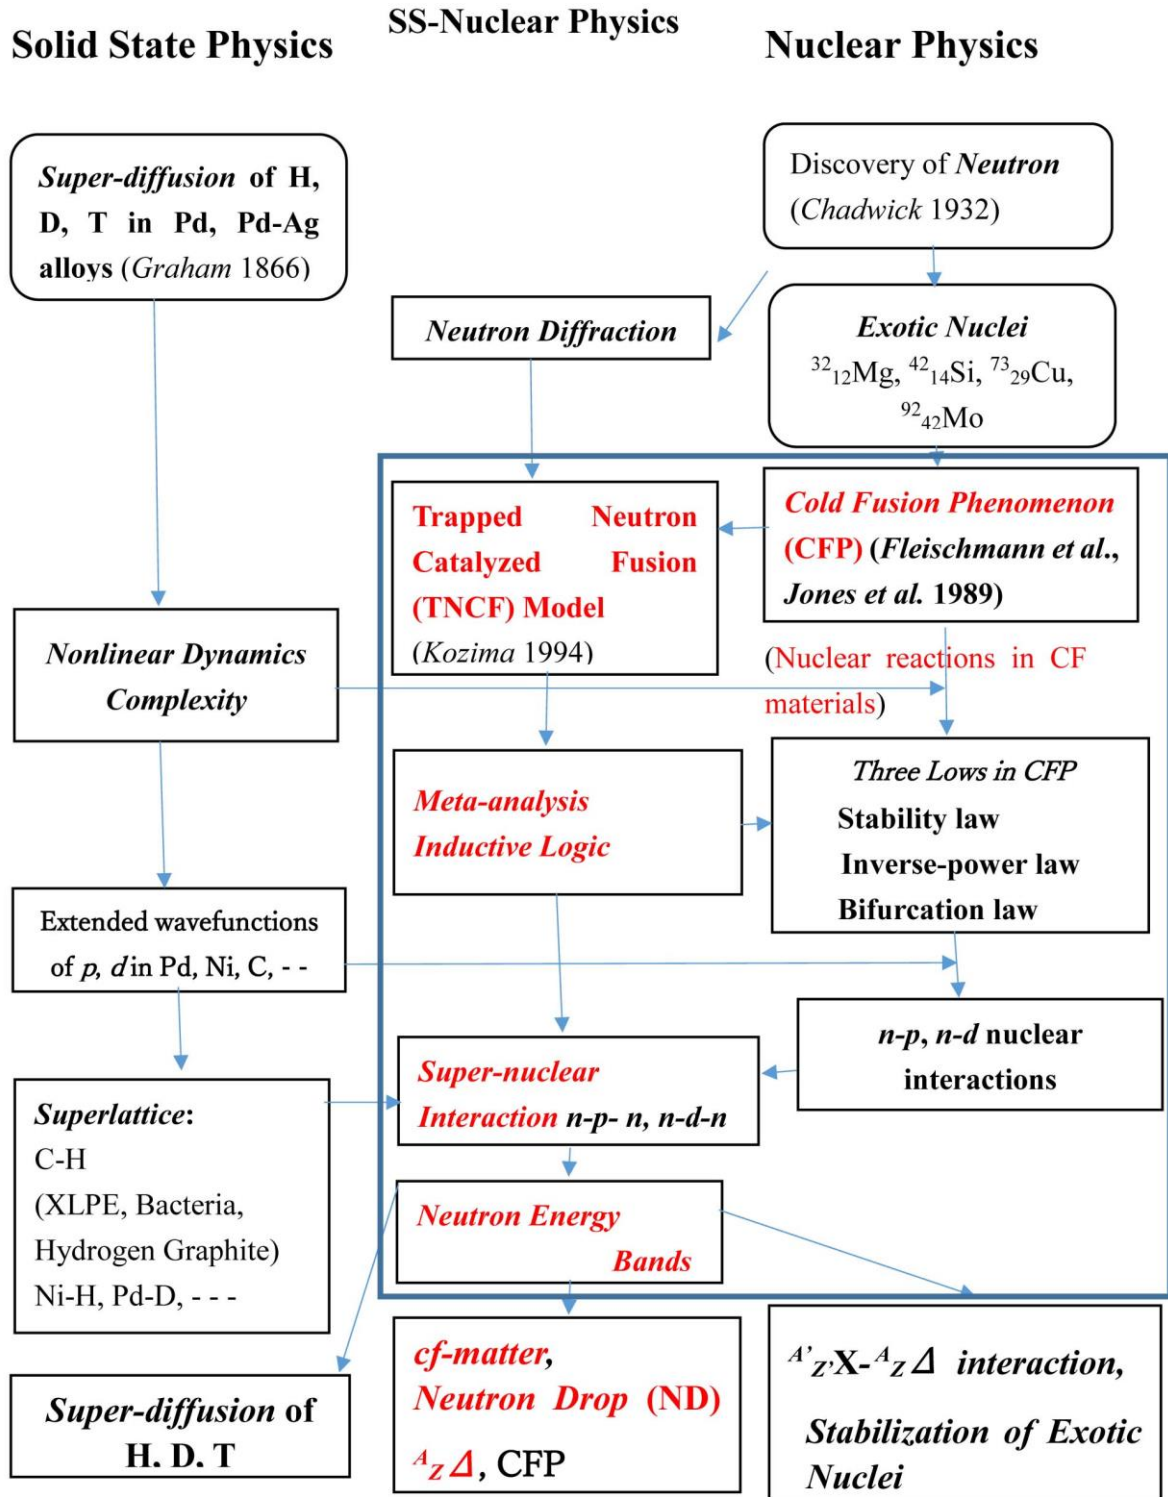 SS-Nuclear Physics
Solid State Physics
Nuclear Physics
Super-diffusion of H,
D, T in Pd, Pd-Ag
alloys (Graham 1866)
Discovery of Neutron
(Chadwick 1932)
Neutron Diffraction
Exotic Nuclei
³²₁₂Mg, ⁴²₁₄Si, ⁷³₂₉Cu,
⁹²₄₂Mo
Trapped Neutron
Catalyzed Fusion
(TNCF) Model
(Kozima 1994)
Cold Fusion Phenomenon
(CFP) (Fleischmann et al.,
Jones et al. 1989)
(Nuclear reactions in CF
materials)
Nonlinear Dynamics
Complexity
Meta-analysis
Inductive Logic
Three Lows in CFP
Stability law
Inverse-power law
Bifurcation law
Extended wavefunctions
of p, d in Pd, Ni, C, - -
n-p, n-d nuclear
interactions
Super-nuclear
Interaction n-p- n, n-d-n
Superlattice:
C-H
(XLPE, Bacteria,
Hydrogen Graphite)
Ni-H, Pd-D, - - -
Neutron Energy
Bands
Super-diffusion of
H, D, T
cf-matter,
Neutron Drop (ND)
ᴬ_ZΔ, CFP
ᴬ’_Z’X-ᴬ_ZΔ interaction,
Stabilization of Exotic
Nuclei